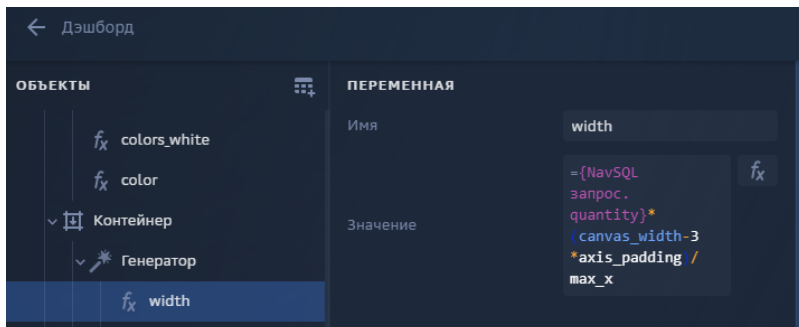 Дэшборд
ОБЪЕКТЫ
colors_white
color
Контейнер
Генератор
width
ПЕРЕМЕННАЯ
Имя
width
Значение
={NavSQL
запрос.
quantity}*
(canvas_width-3
*axis_padding)/
max_x